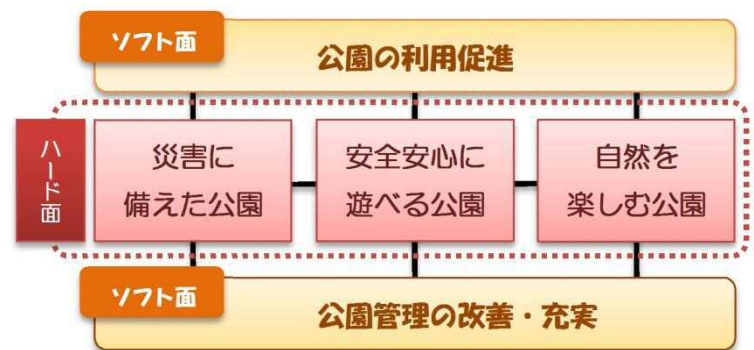 ソフト面
公園の利用促進
ハード面
災害に
備えた公園
安全安心に
遊べる公園
自然を
楽しむ公園
ソフト面
公園管理の改善・充実